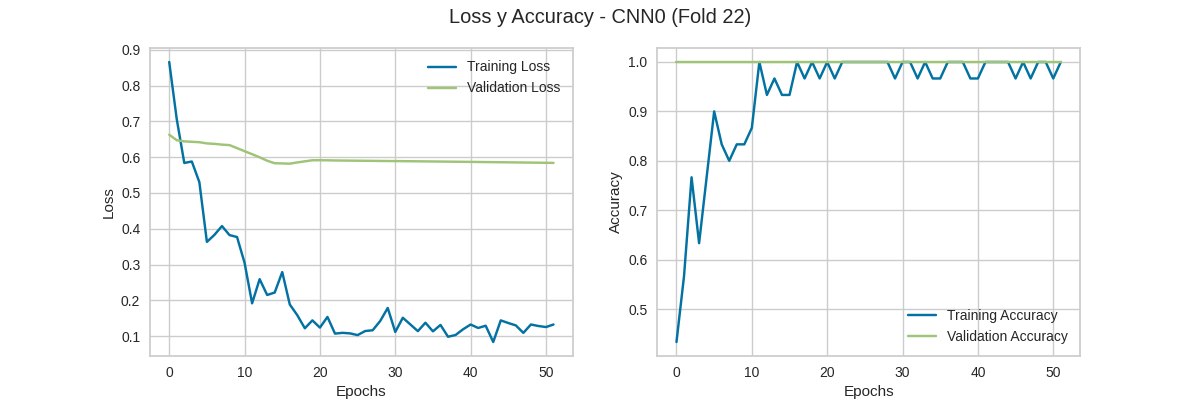 Loss y Accuracy - CNN0 (Fold 22)
Loss
0.9
0.8
0.7
0.6
0.5
0.4
0.3
0.2
0.1
Training Loss
Validation Loss
0 10 20 30 40 50
Epochs
Accuracy
1.0
0.9
0.8
0.7
0.6
0.5
Training Accuracy
Validation Accuracy
0 10 20 30 40 50
Epochs